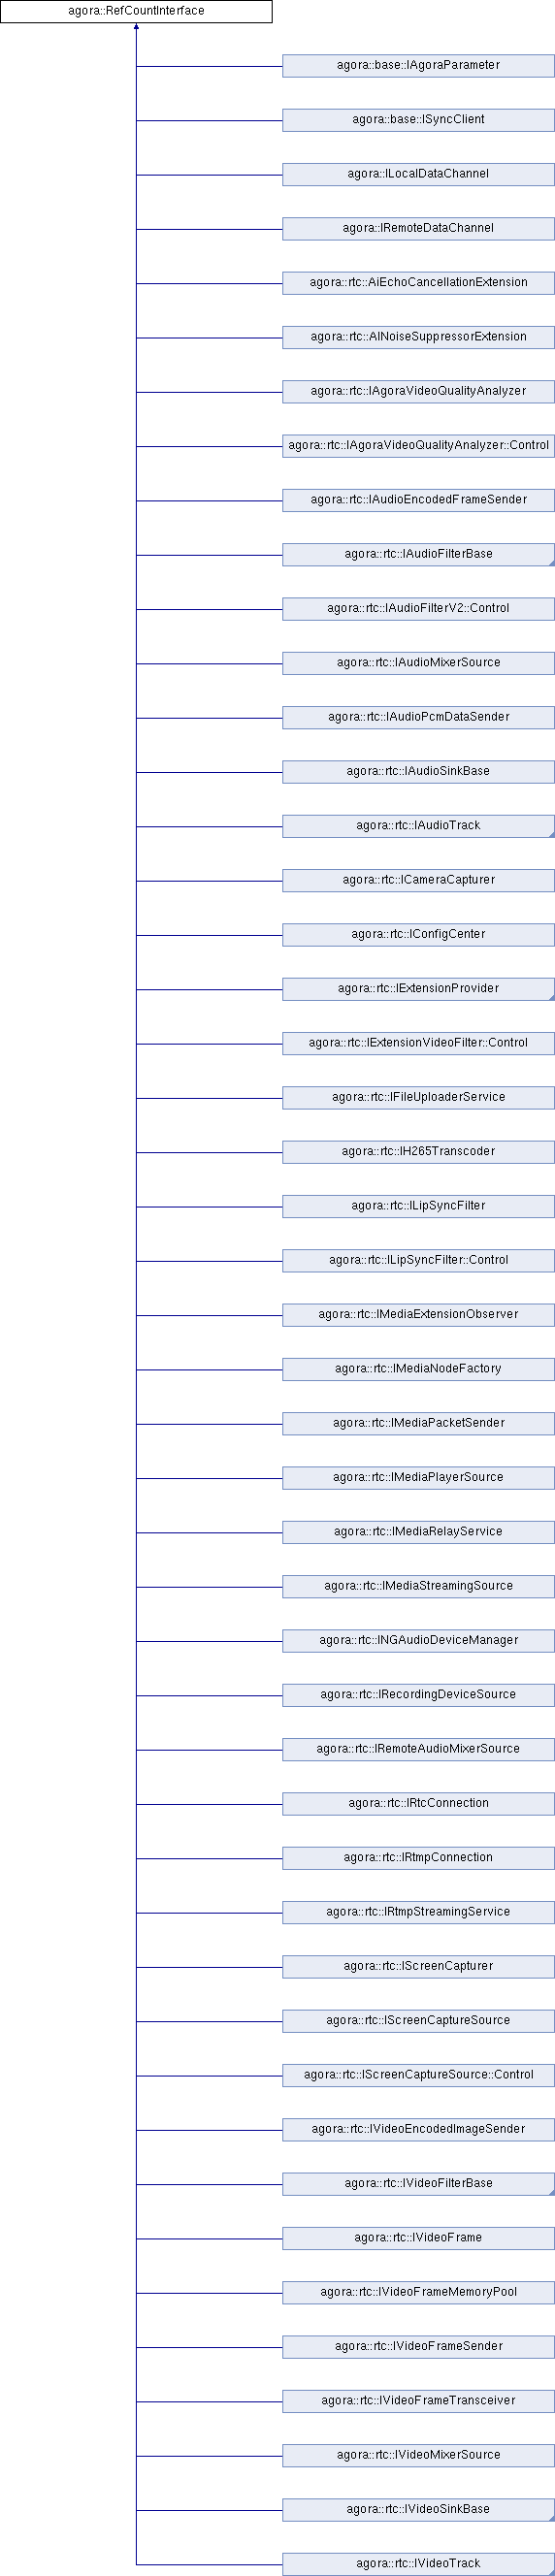 agora::RefCountInterface
agora::base::IAgoraParameter
agora::base::ISyncClient
agora::ILocalDataChannel
agora::IRemoteDataChannel
agora::rtc::AiEchoCancellationExtension
agora::rtc::AINoiseSuppressorExtension
agora::rtc::IAgoraVideoQualityAnalyzer
agora::rtc::IAgoraVideoQualityAnalyzer::Control
agora::rtc::IAudioEncodedFrameSender
agora::rtc::IAudioFilterBase
agora::rtc::IAudioFilterV2::Control
agora::rtc::IAudioMixerSource
agora::rtc::IAudioPcmDataSender
agora::rtc::IAudioSinkBase
agora::rtc::IAudioTrack
agora::rtc::ICameraCapturer
agora::rtc::IConfigCenter
agora::rtc::IExtensionProvider
agora::rtc::IExtensionVideoFilter::Control
agora::rtc::IFileUploaderService
agora::rtc::IH265Transcoder
agora::rtc::ILipSyncFilter
agora::rtc::ILipSyncFilter::Control
agora::rtc::IMediaExtensionObserver
agora::rtc::IMediaNodeFactory
agora::rtc::IMediaPacketSender
agora::rtc::IMediaPlayerSource
agora::rtc::IMediaRelayService
agora::rtc::IMediaStreamingSource
agora::rtc::INGAudioDeviceManager
agora::rtc::IRecordingDeviceSource
agora::rtc::IRemoteAudioMixerSource
agora::rtc::IRtcConnection
agora::rtc::IRtmpConnection
agora::rtc::IRtmpStreamingService
agora::rtc::IScreenCapturer
agora::rtc::IScreenCaptureSource
agora::rtc::IScreenCaptureSource::Control
agora::rtc::IVideoEncodedImageSender
agora::rtc::IVideoFilterBase
agora::rtc::IVideoFrame
agora::rtc::IVideoFrameMemoryPool
agora::rtc::IVideoFrameSender
agora::rtc::IVideoFrameTransceiver
agora::rtc::IVideoMixerSource
agora::rtc::IVideoSinkBase
agora::rtc::IVideoTrack